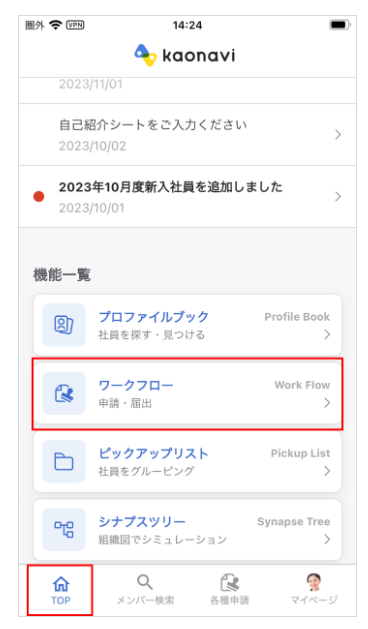 圏外 VPN 14:24
kaonavi
2023/11/01
自己紹介シートをご入力ください
2023/10/02
2023年10月度新入社員を追加しました
2023/10/01
機能一覧
プロファイルブック Profile Book
社員を探す・見つける
ワークフロー Work Flow
申請・届出
ピックアップリスト Pickup List
社員をグルーピング
シナプスツリー Synapse Tree
組織図でシミュレーション
TOP メンバー検索 各種申請 マイページ